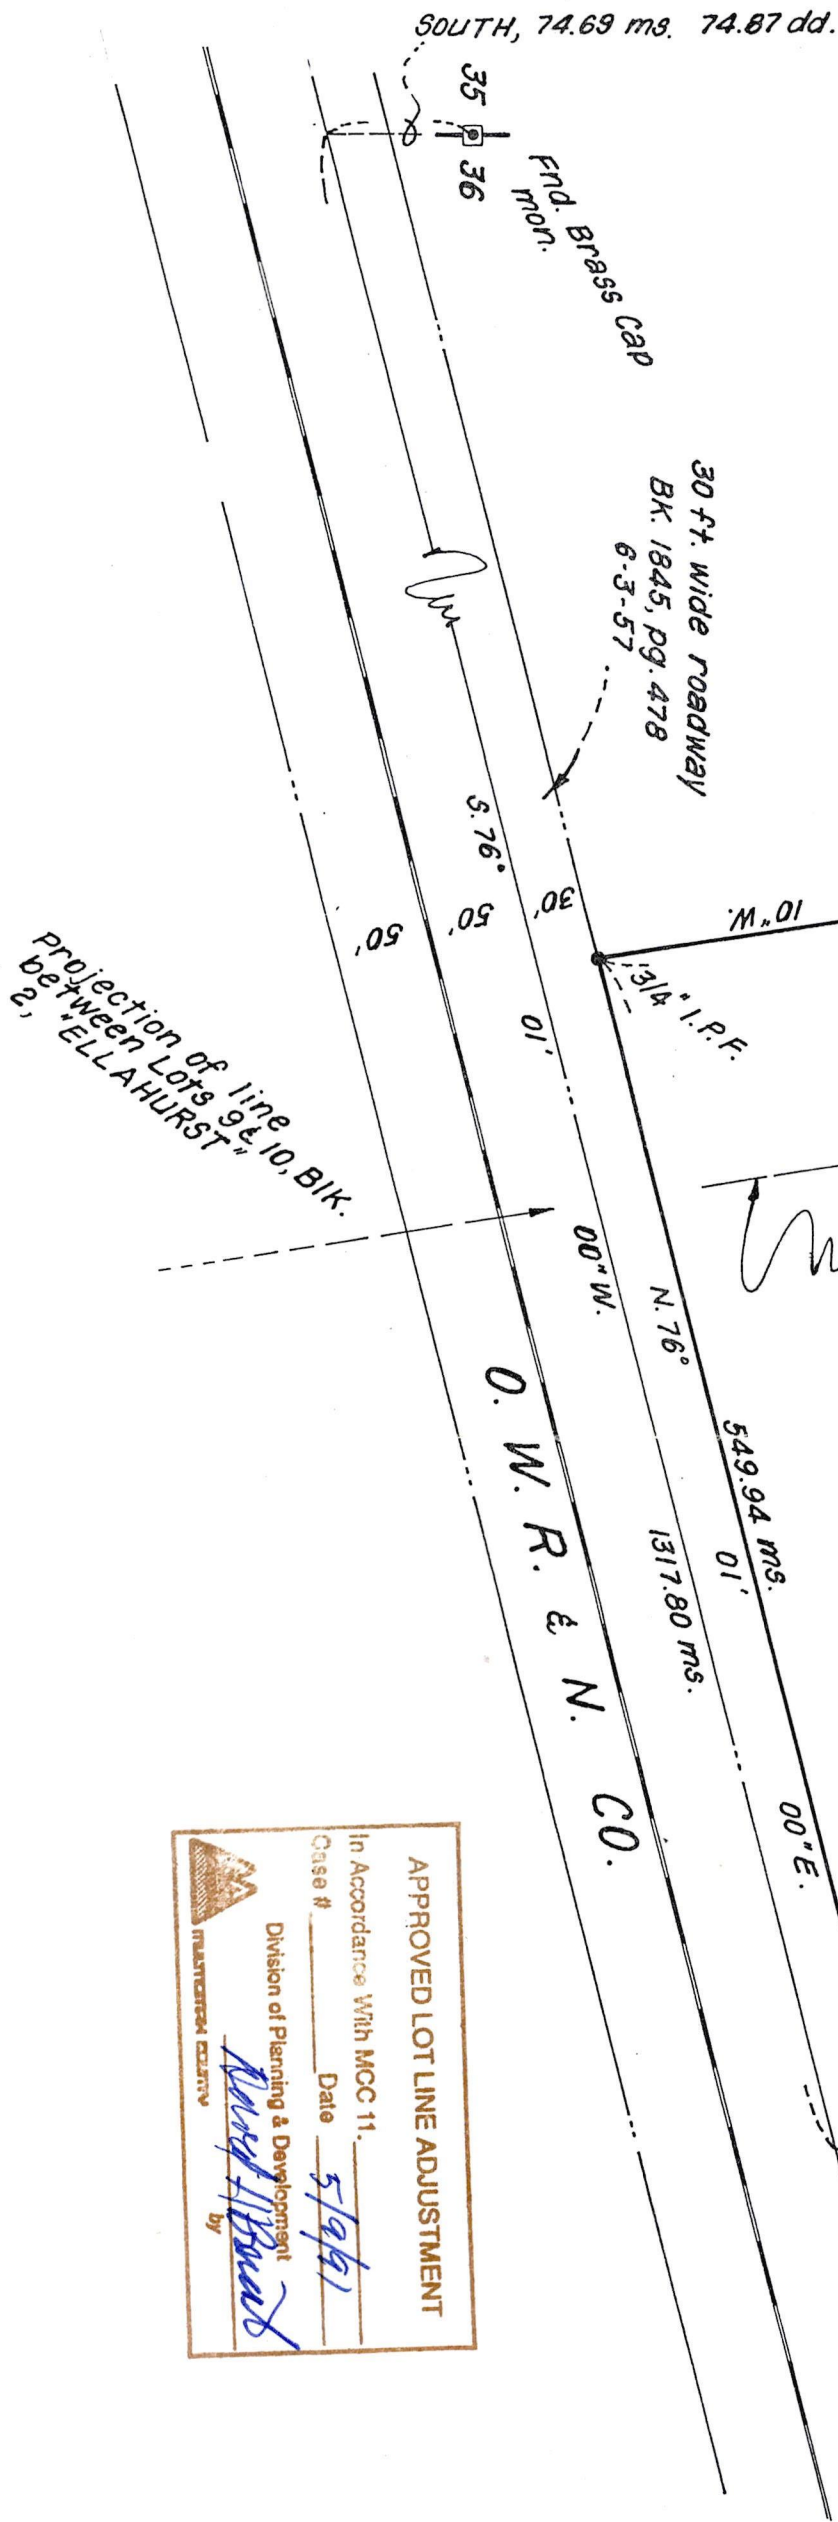 SOUTH, 74.69 ms. 74.87 dd.
35
36
Fnd. Brass Cap
mon.
30 ft. wide roadway
BK. 1845, pg. 478
6-3-57
S. 76° 01' 00" W. 1317.80 ms.
30'
50'
50'
10" W.
3/4" I.P.F.
N. 76° 01' 00" E.
549.94 ms.
Projection of line
between Lots 9 & 10, Blk.
2, "ELLAHURST"
O. W. R. & N. CO.
APPROVED LOT LINE ADJUSTMENT
In Accordance With MCC 11.
Case # Date 5/9/91
Division of Planning & Development
by
MULTNOMAH COUNTY